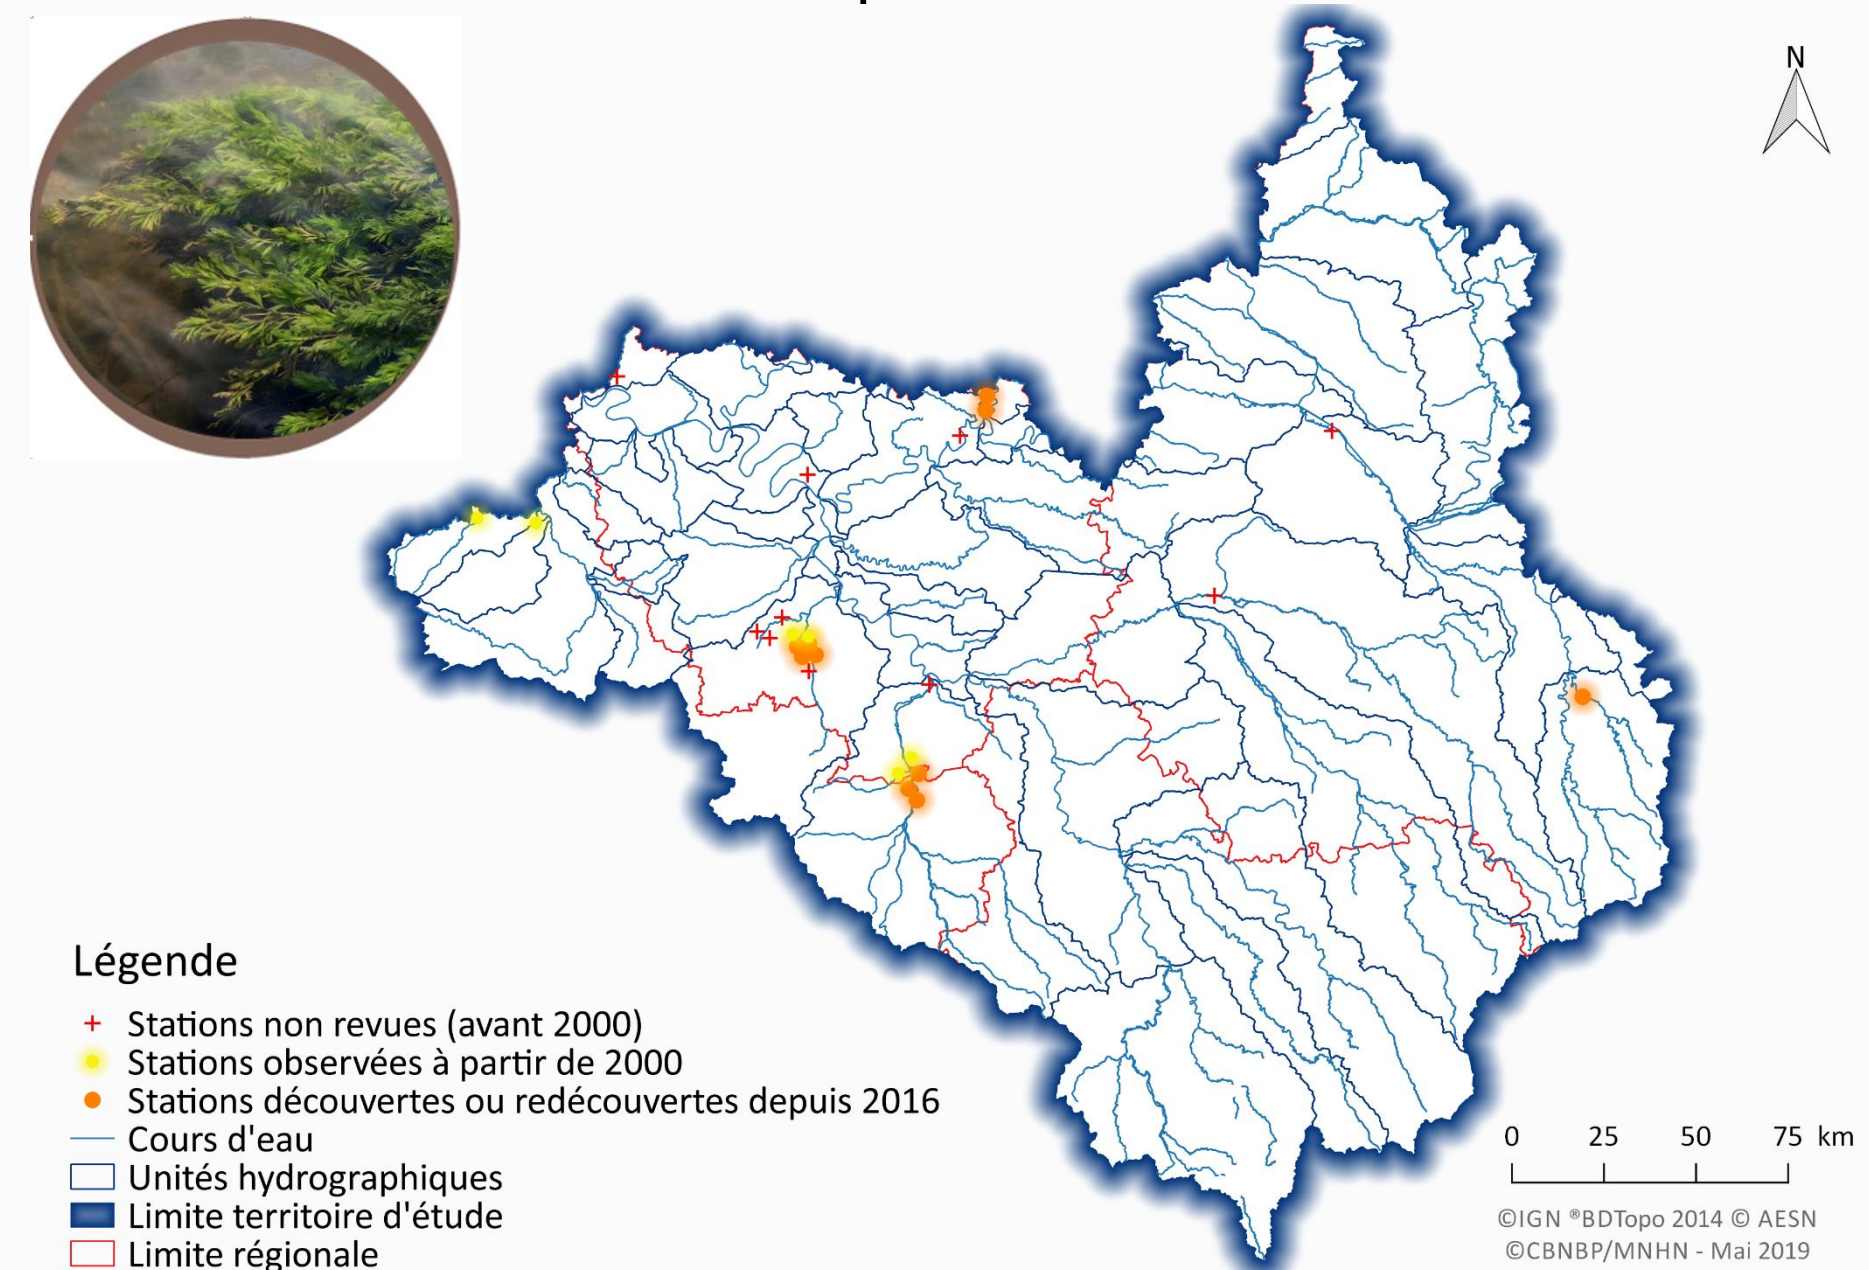 N
Légende
Stations non revues (avant 2000)
Stations observées à partir de 2000
Stations découvertes ou redécouvertes depuis 2016
Cours d'eau
Unités hydrographiques
Limite territoire d'étude
Limite régionale
0 25 50 75 km
©IGN ®BDTopo 2014 © AESN
©CBNBP/MNHN - Mai 2019